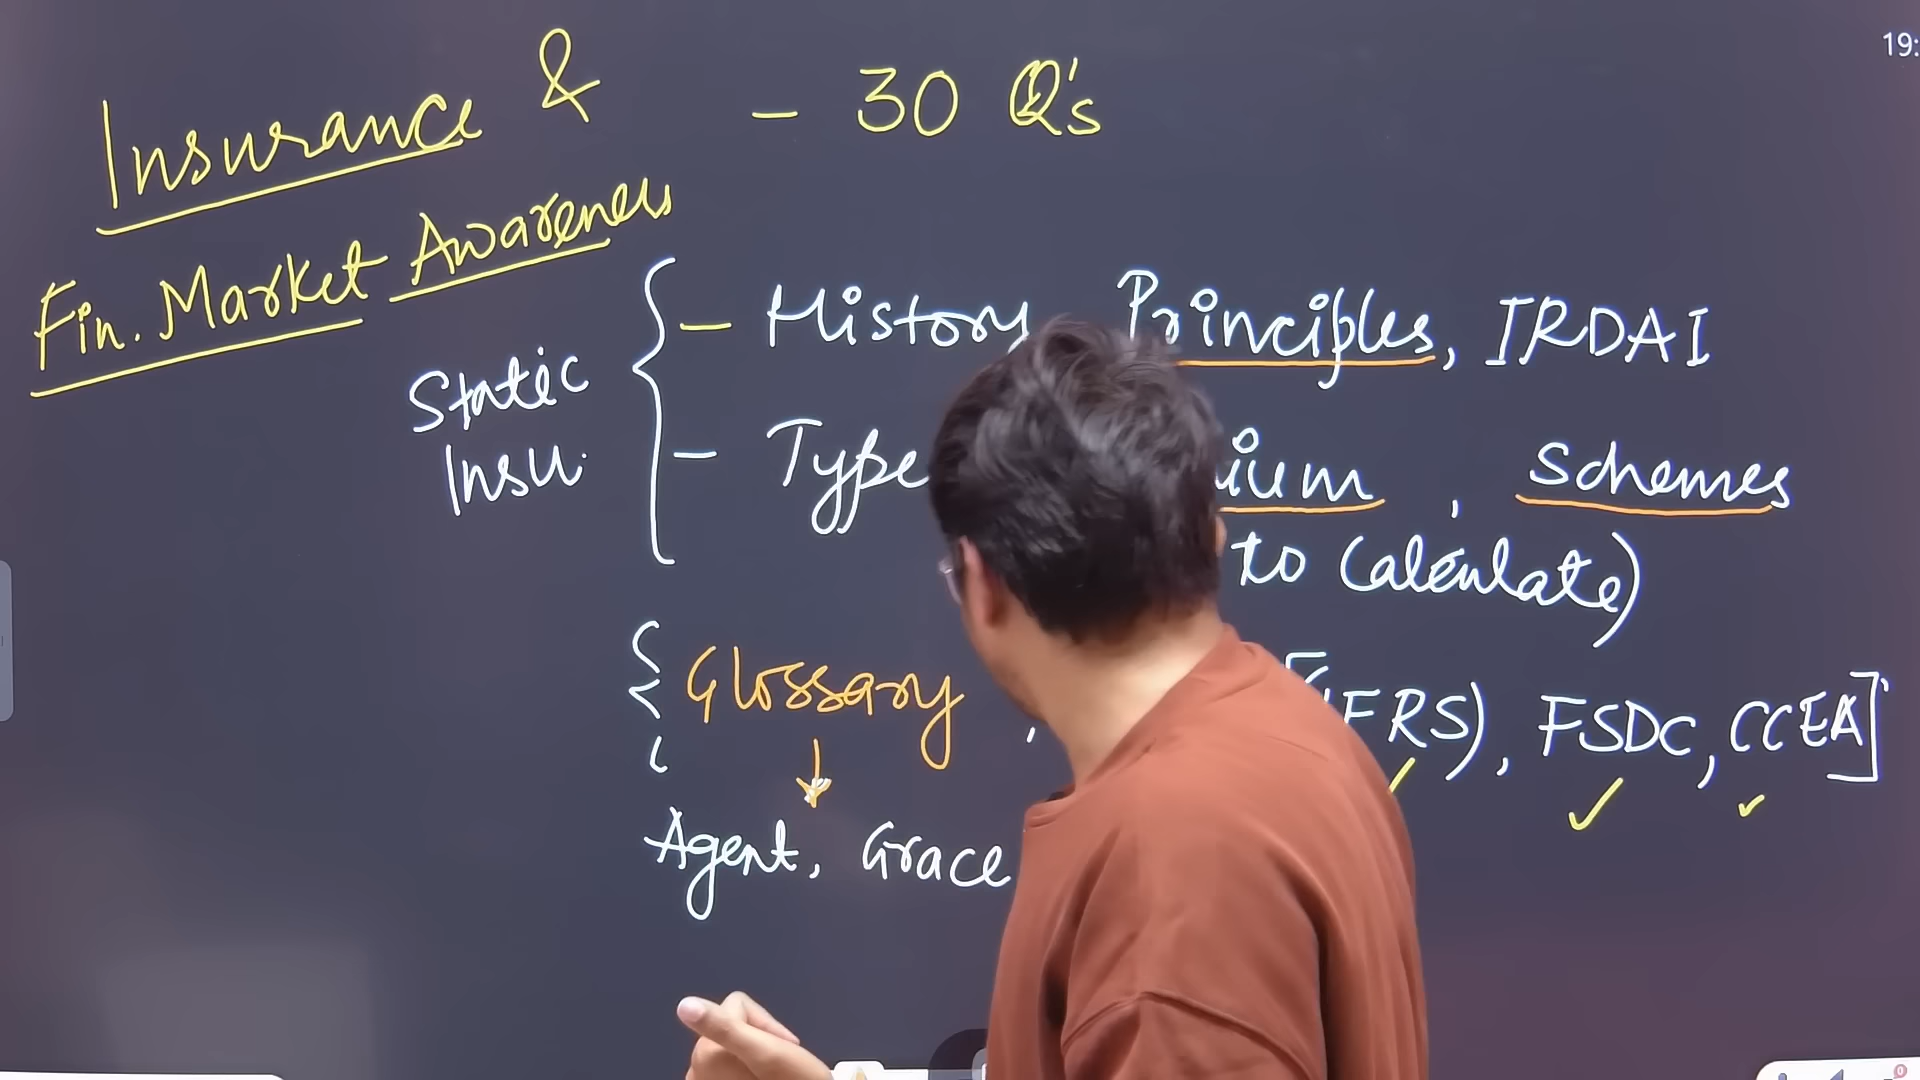 Insurance &
- 30 Q's
Fin. Market Awareness
Static Insu.
- History, Principles, IRDAI
- Type ium, Schemes
to Calculate)
Glossary, FRS), FSDC, CCEA]
Agent, Grace
19: